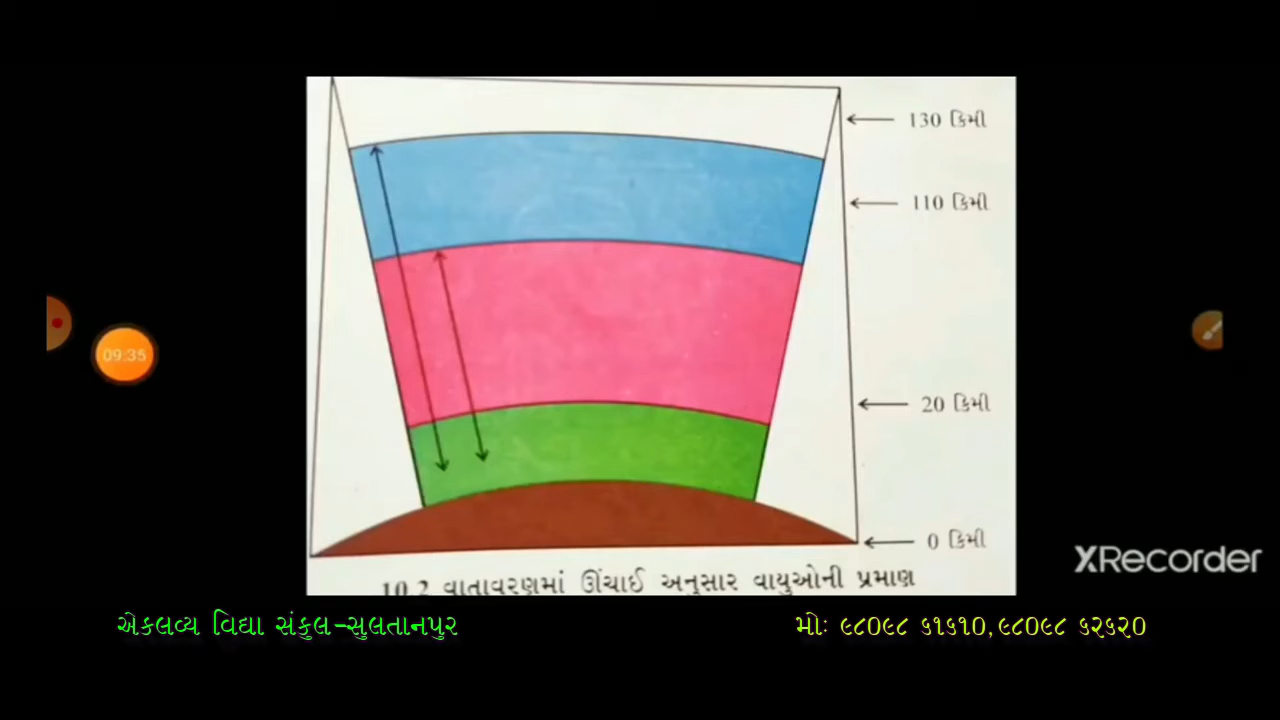 130 કિમી
110 કિમી
20 કિમી
0 કિમી
10.2 વાતાવરણમાં ઊંચાઈ અનુસાર વાયુઓની પ્રમાણ
09:35
XRecorder
એકલવ્ય વિદ્યા સંકુલ-સુલતાનપુર
મોઃ ૯૮૦૯૮ ૬૧૬૧૦,૯૮૦૯૮ ૬૨૬૨૦